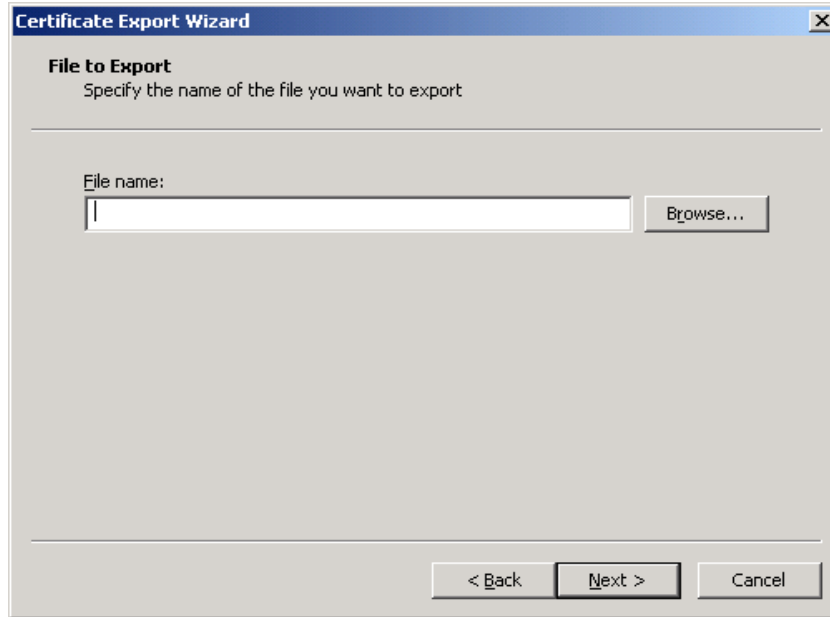 Certificate Export Wizard
File to Export
Specify the name of the file you want to export
File name:
Browse...
< Back
Next >
Cancel